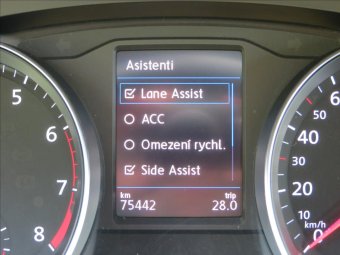 Asistenti
Lane Assist
ACC
Omezení rychl.
Side Assist
km trip
75442 28.0
5
6
7
8
60
50
30
20
10
km/h
0